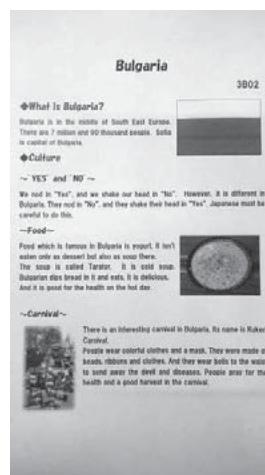 Bulgaria
3B02
◆What is Bulgaria?
Bulgaria is in the middle of South East Europe.
There are 7 million and 90 thousand people. Sofia
is capital of Bulgaria.
◆Culture
～"YES" and "NO"～
We nod in "Yes", and we shake our head in "No". However, it is different in
Bulgaria. They nod in "No", and they shake their head in "Yes". Japanese must be
careful to do this.
～Food～
Food which is famous in Bulgaria is yogurt. It isn't
eaten only as dessert but also as soup there.
The soup is called Tarator. It is cold soup.
Bulgarian dips bread in it and eats. It is delicious.
And it is good for the health on the hot day.
～Carnival～
There is an interesting carnival in Bulgaria. Its name is Kuker
Carnival.
People wear colorful clothes and a mask. They were made of
beads, ribbons and clothes. And they wear bells to the waist
to send away the devil and diseases. People pray for the
health and a good harvest in the carnival.